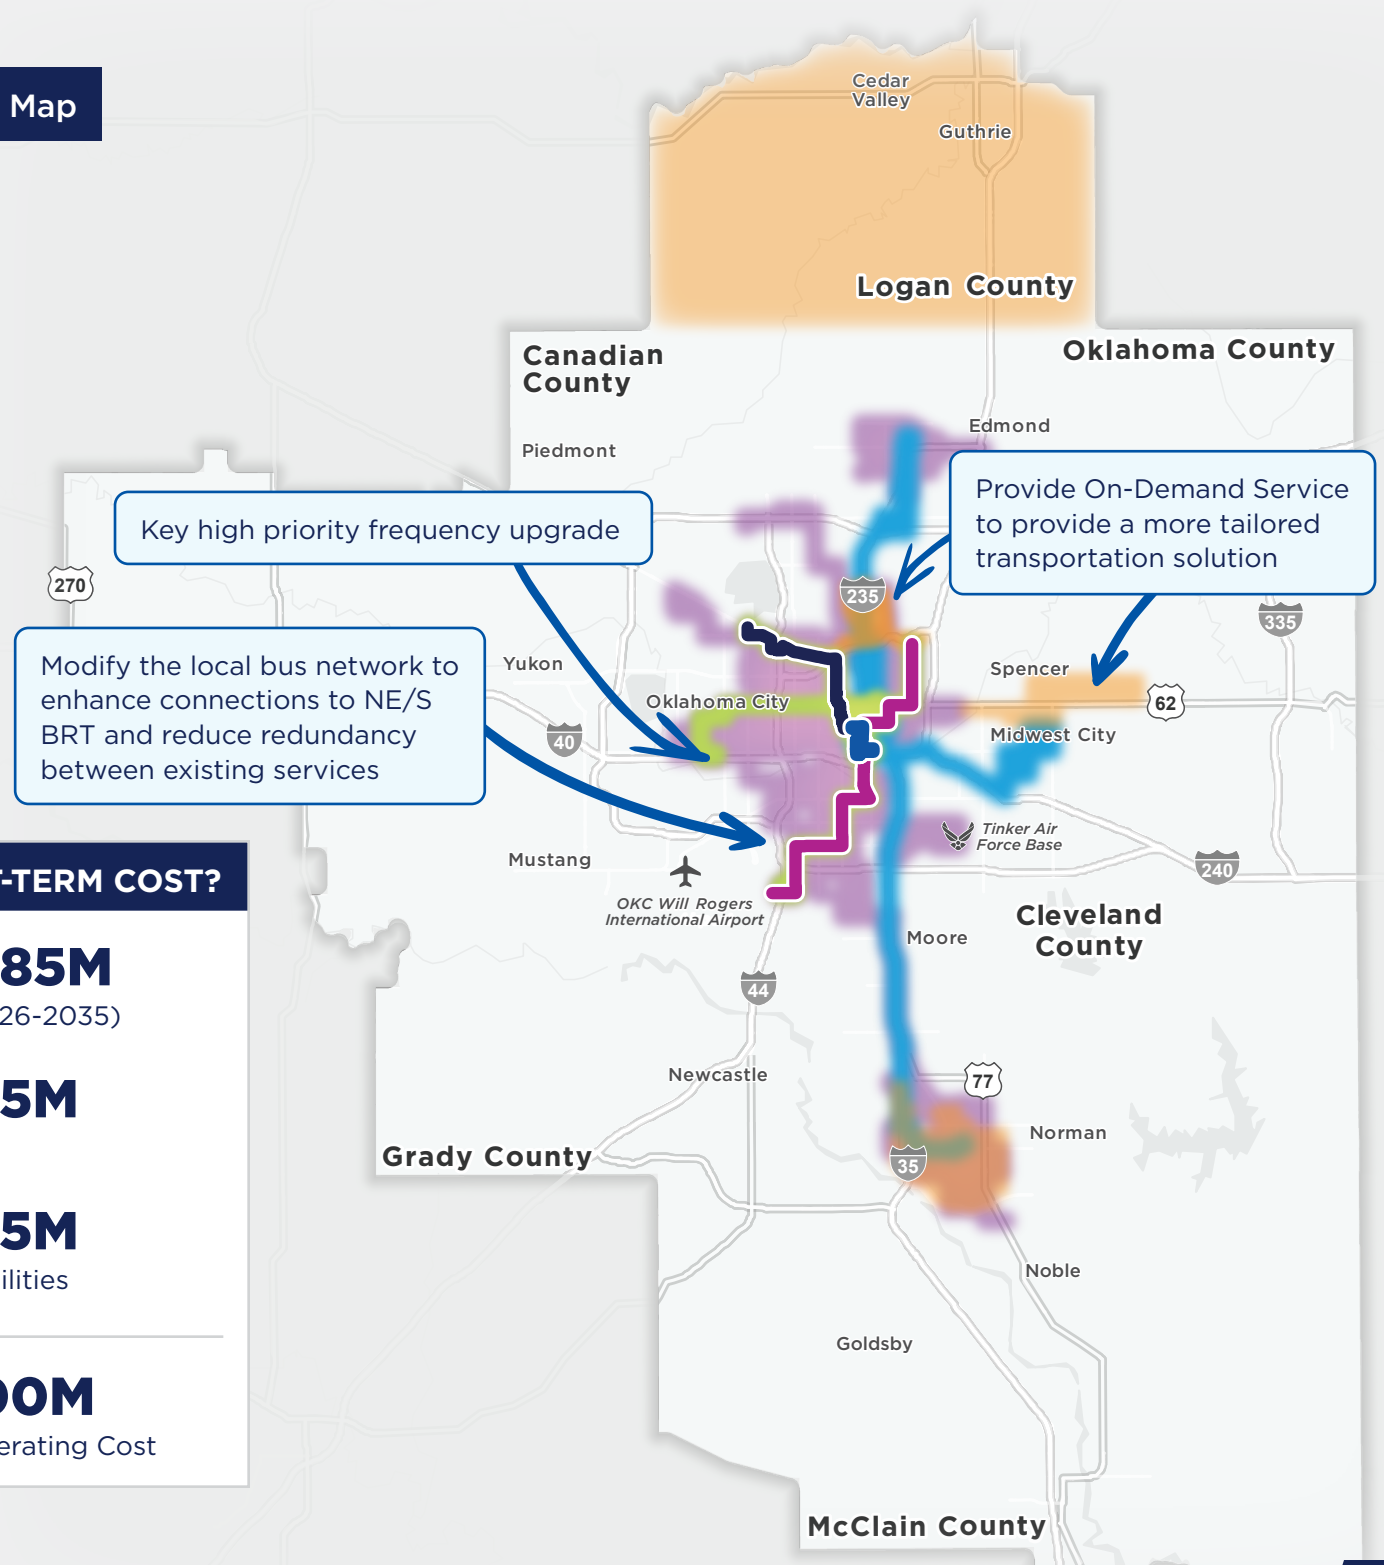 Map
Cedar
Valley
Guthrie
Logan County
Canadian
County
Oklahoma County
Piedmont
Edmond
Key high priority frequency upgrade
Provide On-Demand Service
to provide a more tailored
transportation solution
270
235
335
Modify the local bus network to
enhance connections to NE/S
BRT and reduce redundancy
between existing services
Yukon
Spencer
Oklahoma City
62
40
Midwest City
Tinker Air
Force Base
Mustang
240
OKC Will Rogers
International Airport
Cleveland
County
Moore
44
Newcastle
77
Norman
Grady County
35
Noble
Goldsby
McClain County
T-TERM COST?
85M
26-2035)
5M
5M
ilities
00M
erating Cost